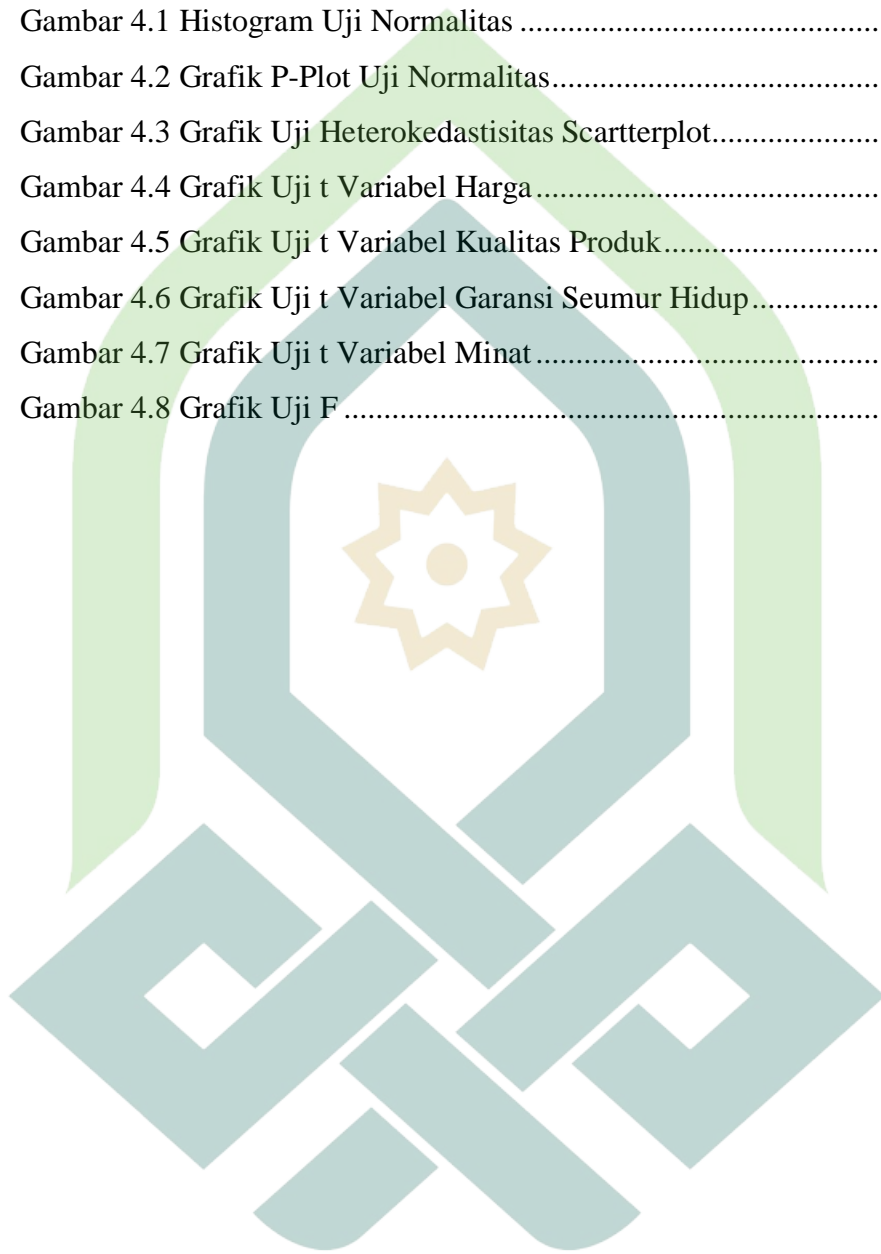 Gambar 4.1 Histogram Uji Normalitas ........................................
Gambar 4.2 Grafik P-Plot Uji Normalitas....................................
Gambar 4.3 Grafik Uji Heterokedastisitas Scartterplot..................
Gambar 4.4 Grafik Uji t Variabel Harga.....................................
Gambar 4.5 Grafik Uji t Variabel Kualitas Produk.......................
Gambar 4.6 Grafik Uji t Variabel Garansi Seumur Hidup...............
Gambar 4.7 Grafik Uji t Variabel Minat.....................................
Gambar 4.8 Grafik Uji F ..........................................................